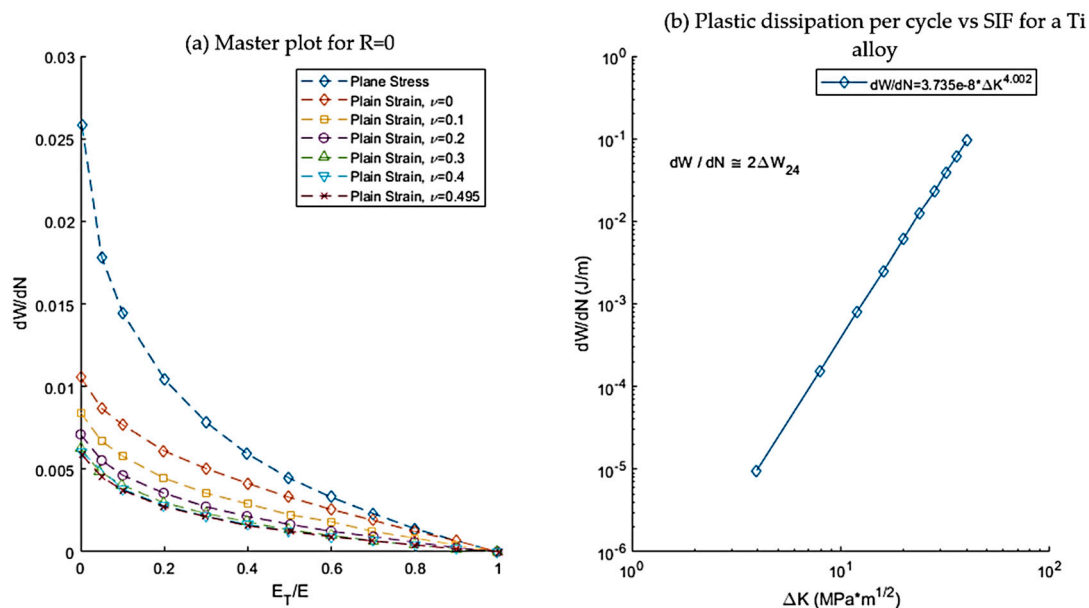 (a) Master plot for R=0
0.03
0.025
0.02
0.015
0.01
0.005
0
dW/dN
0 0.2 0.4 0.6 0.8 1
E_T/E
Plane Stress
Plain Strain, ν=0
Plain Strain, ν=0.1
Plain Strain, ν=0.2
Plain Strain, ν=0.3
Plain Strain, ν=0.4
Plain Strain, ν=0.495
(b) Plastic dissipation per cycle vs SIF for a Ti
alloy
10^0
10^-1
10^-2
10^-3
10^-4
10^-5
10^-6
dW/dN (J/m)
10^0 10^1 10^2
ΔK (MPa*m^1/2)
dW/dN=3.735e-8*ΔK^4.002
dW / dN ≅ 2ΔW_24